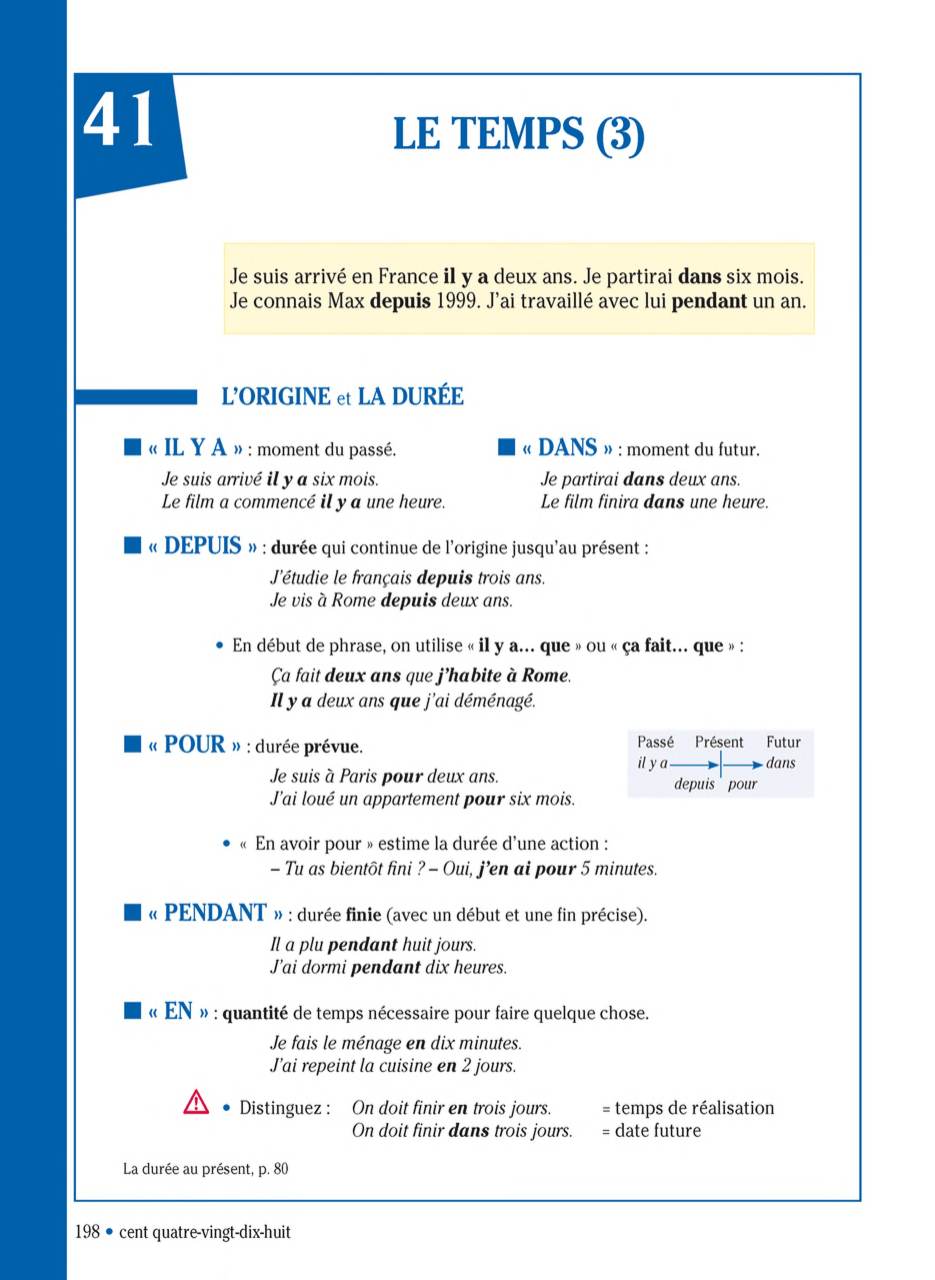 41
LE TEMPS (3)
Je suis arrivé en France il y a deux ans. Je partirai dans six mois.
Je connais Max depuis 1999. J'ai travaillé avec lui pendant un an.
L'ORIGINE et LA DURÉE
■ « IL Y A » : moment du passé.
Je suis arrivé il y a six mois.
Le film a commencé il y a une heure.
■ « DANS » : moment du futur.
Je partirai dans deux ans.
Le film finira dans une heure.
■ « DEPUIS » : durée qui continue de l'origine jusqu'au présent :
J'étudie le français depuis trois ans.
Je vis à Rome depuis deux ans.
• En début de phrase, on utilise « il y a... que » ou « ça fait... que » :
Ça fait deux ans que j'habite à Rome.
Il y a deux ans que j'ai déménagé.
■ « POUR » : durée prévue.
Je suis à Paris pour deux ans.
J'ai loué un appartement pour six mois.
Passé Présent Futur
il y a dans
depuis pour
• « En avoir pour » estime la durée d'une action :
– Tu as bientôt fini ? – Oui, j'en ai pour 5 minutes.
■ « PENDANT » : durée finie (avec un début et une fin précise).
Il a plu pendant huit jours.
J'ai dormi pendant dix heures.
■ « EN » : quantité de temps nécessaire pour faire quelque chose.
Je fais le ménage en dix minutes.
J'ai repeint la cuisine en 2 jours.
• Distinguez : On doit finir en trois jours. = temps de réalisation
On doit finir dans trois jours. = date future
La durée au présent, p. 80
198 • cent quatre-vingt-dix-huit